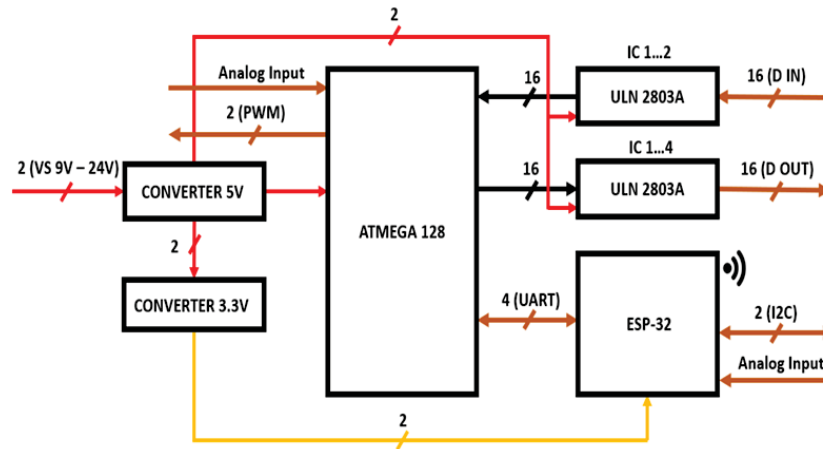 2
IC 1...2
Analog Input
16
ULN 2803A
16 (D IN)
2 (PWM)
IC 1...4
2 (VS 9V – 24V)
CONVERTER 5V
16
ULN 2803A
16 (D OUT)
ATMEGA 128
2
CONVERTER 3.3V
4 (UART)
ESP-32
2 (I2C)
Analog Input
2